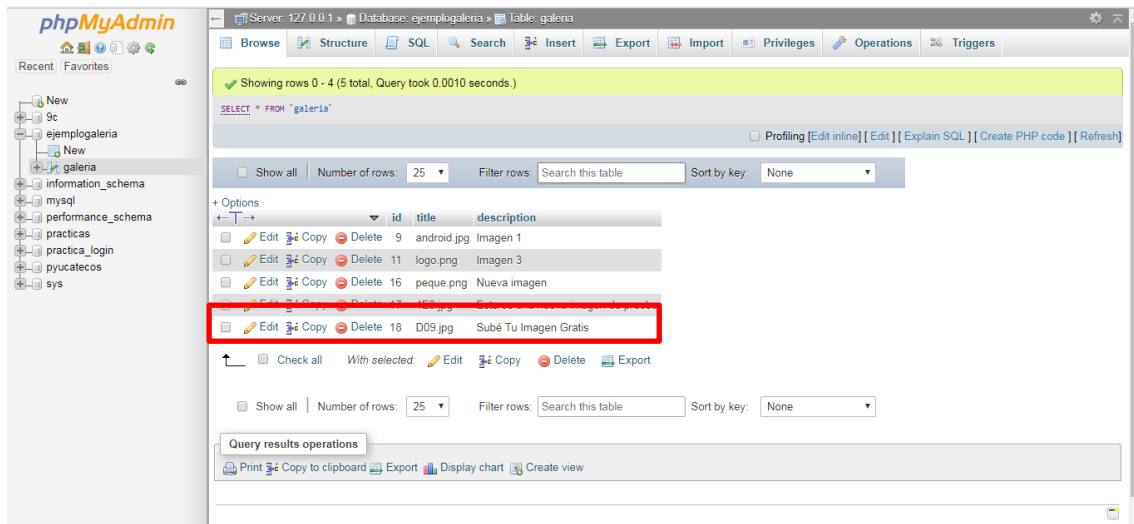 phpMyAdmin
Recent Favorites
New
9c
ejemplogaleria
New
galeria
information_schema
mysql
performance_schema
practicas
practica_login
pyucatecos
sys
Server: 127.0.0.1 » Database: ejemplogaleria » Table: galeria
Browse Structure SQL Search Insert Export Import Privileges Operations Triggers
Showing rows 0 - 4 (5 total, Query took 0.0010 seconds.)
SELECT * FROM `galeria`
Profiling [Edit inline] [ Edit ] [ Explain SQL ] [ Create PHP code ] [ Refresh]
Show all Number of rows: 25 Filter rows: Search this table Sort by key: None
+ Options
←T→ id title description
Edit Copy Delete 9 android.jpg Imagen 1
Edit Copy Delete 11 logo.png Imagen 3
Edit Copy Delete 16 peque.png Nueva imagen
Edit Copy Delete 17
Edit Copy Delete 18 D09.jpg Subé Tu Imagen Gratis
Check all With selected: Edit Copy Delete Export
Show all Number of rows: 25 Filter rows: Search this table Sort by key: None
Query results operations
Print Copy to clipboard Export Display chart Create view